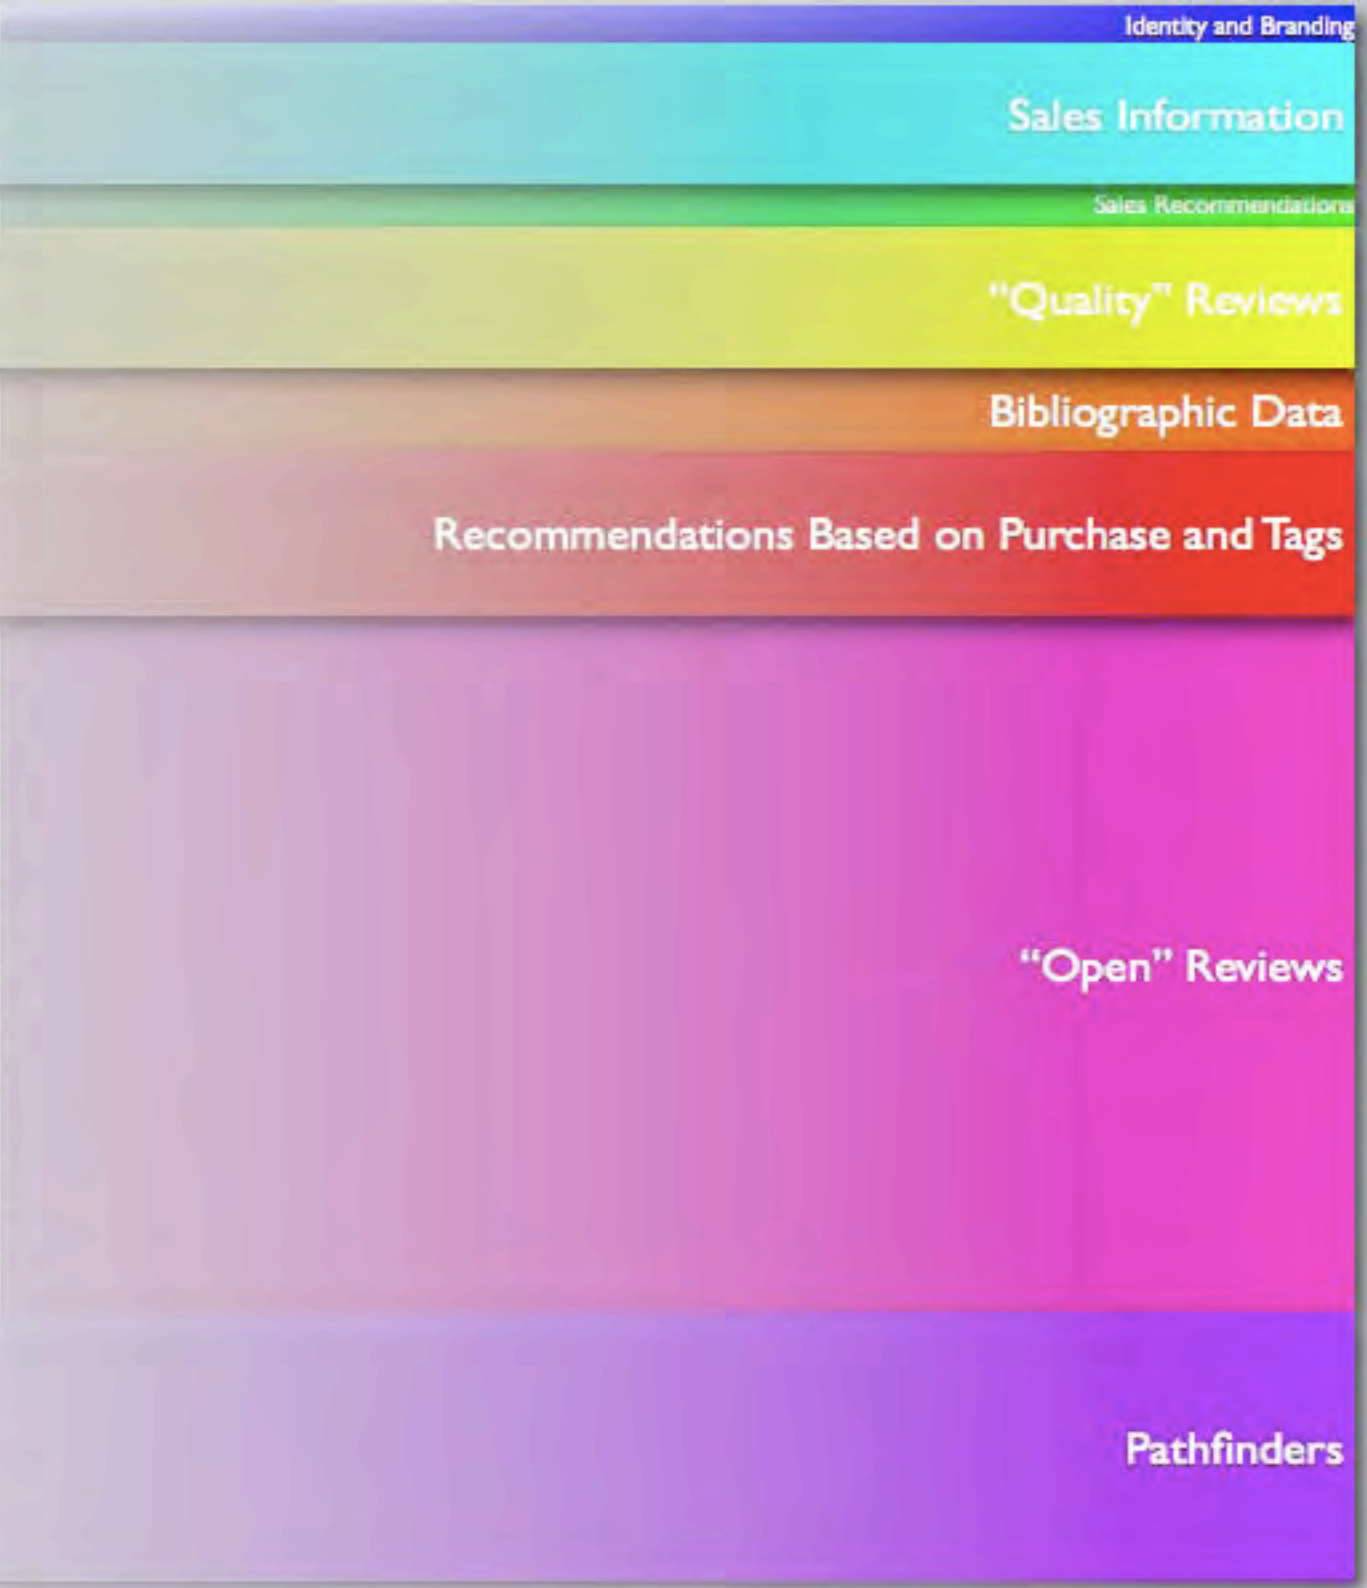 Identity and Branding
Sales Information
Sales Recommendations
“Quality” Reviews
Bibliographic Data
Recommendations Based on Purchase and Tags
“Open” Reviews
Pathfinders